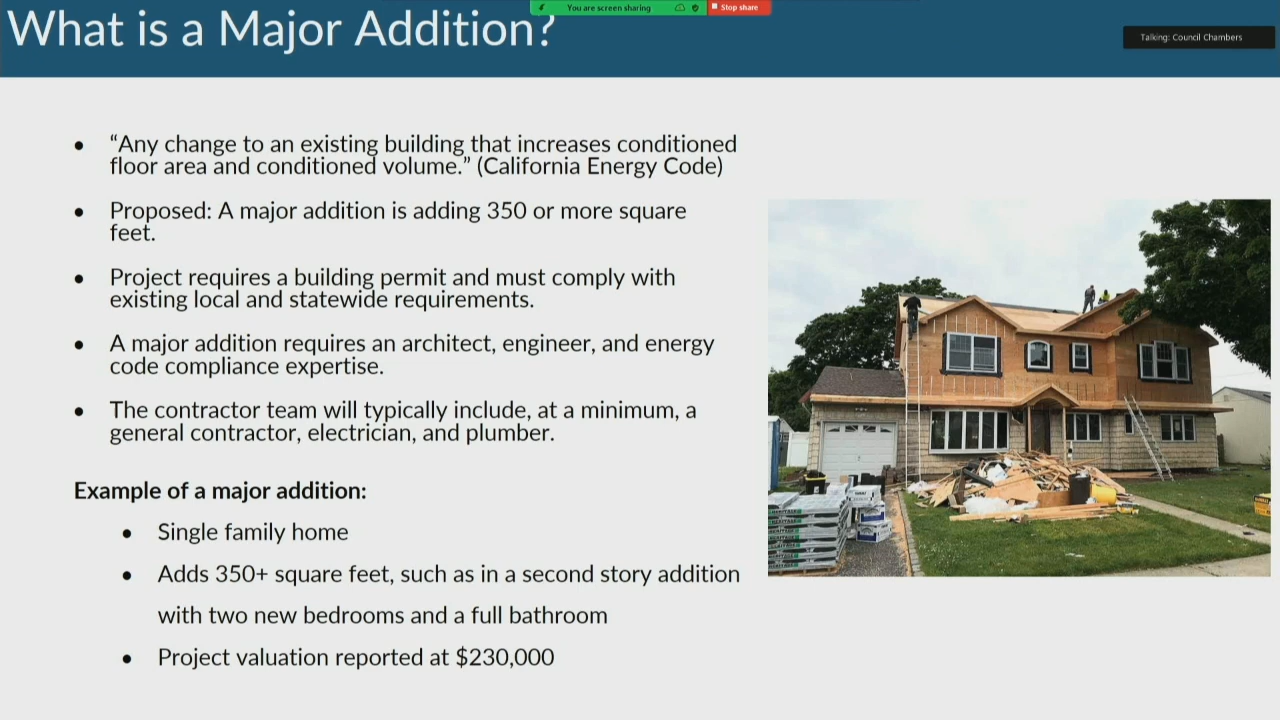 You are screen sharing
Stop share
What is a Major Addition?
Talking: Council Chambers
● “Any change to an existing building that increases conditioned
floor area and conditioned volume.” (California Energy Code)
● Proposed: A major addition is adding 350 or more square
feet.
● Project requires a building permit and must comply with
existing local and statewide requirements.
● A major addition requires an architect, engineer, and energy
code compliance expertise.
● The contractor team will typically include, at a minimum, a
general contractor, electrician, and plumber.
Example of a major addition:
● Single family home
● Adds 350+ square feet, such as in a second story addition
with two new bedrooms and a full bathroom
● Project valuation reported at $230,000